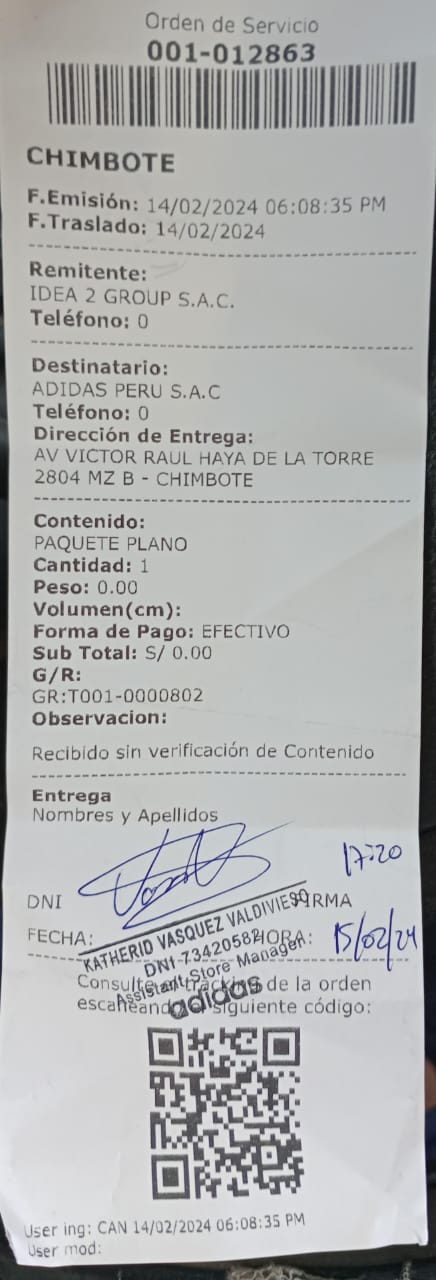 Orden de Servicio
001-012863
CHIMBOTE
F.Emisión: 14/02/2024 06:08:35 PM
F.Traslado: 14/02/2024
Remitente:
IDEA 2 GROUP S.A.C.
Teléfono: 0
Destinatario:
ADIDAS PERU S.A.C
Teléfono: 0
Dirección de Entrega:
AV VICTOR RAUL HAYA DE LA TORRE
2804 MZ B - CHIMBOTE
Contenido:
PAQUETE PLANO
Cantidad: 1
Peso: 0.00
Volumen(cm):
Forma de Pago: EFECTIVO
Sub Total: S/ 0.00
G/R:
GR:T001-0000802
Observacion:
Recibido sin verificación de Contenido
Entrega
Nombres y Apellidos
17:20
DNI FIRMA
FECHA: HORA: 15/02/24
KATHERID VASQUEZ VALDIVIESO
DNI 73420582
Assistant Store Manager
adidas
Consulte tracking de la orden
escaneando siguiente código:
User ing: CAN 14/02/2024 06:08:35 PM
User mod: